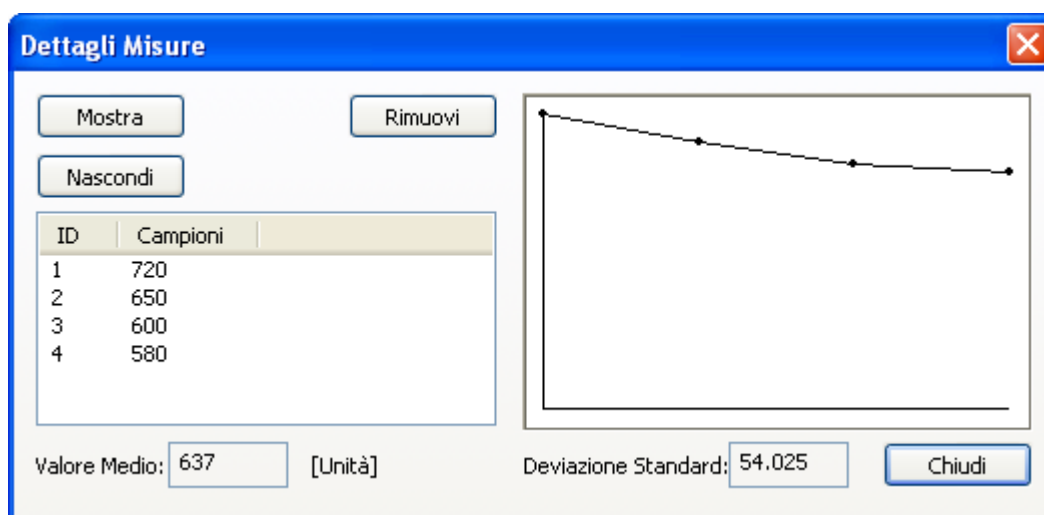 Dettagli Misure
Mostra
Rimuovi
Nascondi
ID Campioni
1 720
2 650
3 600
4 580
Valore Medio: 637 [Unità]
Deviazione Standard: 54.025
Chiudi